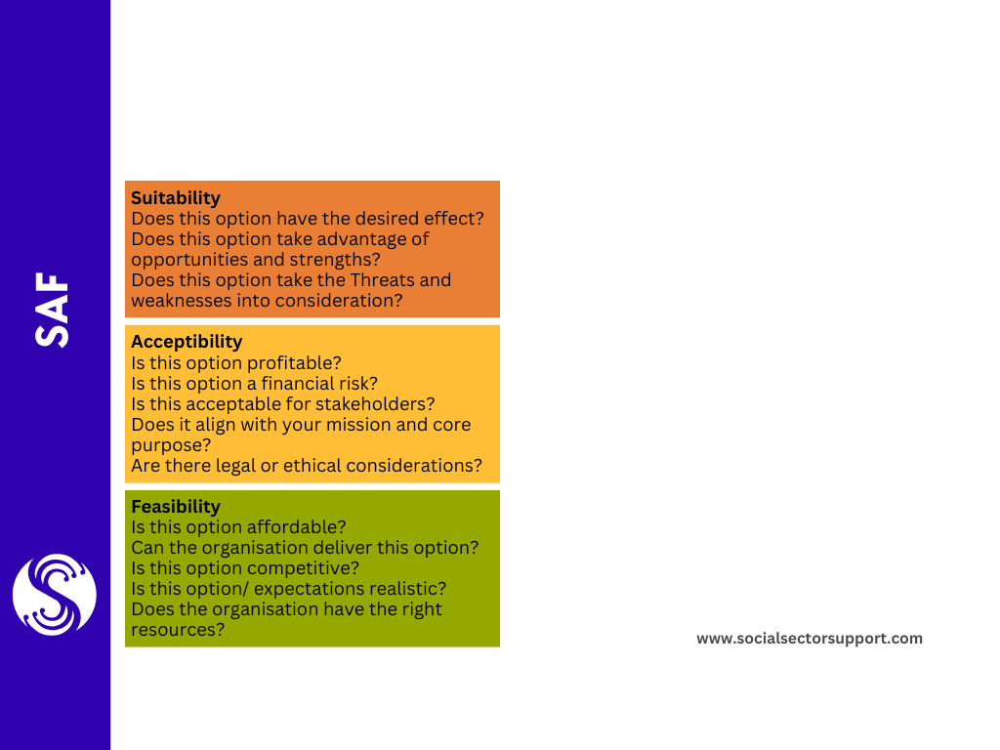 SAF
Suitability
Does this option have the desired effect?
Does this option take advantage of
opportunities and strengths?
Does this option take the Threats and
weaknesses into consideration?
Acceptibility
Is this option profitable?
Is this option a financial risk?
Is this acceptable for stakeholders?
Does it align with your mission and core
purpose?
Are there legal or ethical considerations?
Feasibility
Is this option affordable?
Can the organisation deliver this option?
Is this option competitive?
Is this option/ expectations realistic?
Does the organisation have the right
resources?
www.socialsectorsupport.com